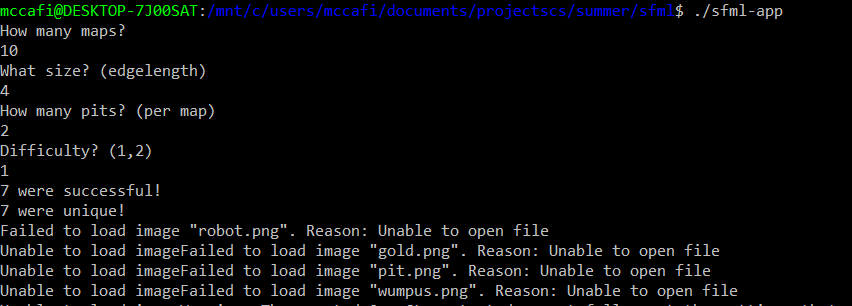 mccafi@DESKTOP-7J00SAT:/mnt/c/users/mccafi/documents/projectscs/summer/sfml$ ./sfml-app
How many maps?
10
What size? (edgelength)
4
How many pits? (per map)
2
Difficulty? (1,2)
1
7 were successful!
7 were unique!
Failed to load image "robot.png". Reason: Unable to open file
Unable to load imageFailed to load image "gold.png". Reason: Unable to open file
Unable to load imageFailed to load image "pit.png". Reason: Unable to open file
Unable to load imageFailed to load image "wumpus.png". Reason: Unable to open file